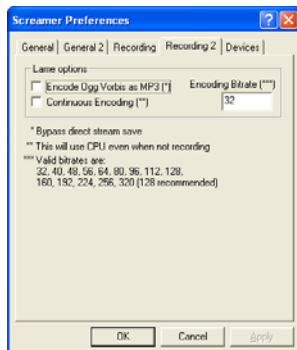 Screamer Preferences
General General 2 Recording Recording 2 Devices
Lame options
Encode Ogg Vorbis as MP3 (*)
Encoding Bitrate (***)
Continuous Encoding (**)
32
* Bypass direct stream save
** This will use CPU even when not recording
*** Valid bitrates are:
32, 40, 48, 56, 64, 80, 96, 112, 128,
160, 192, 224, 256, 320 (128 recommended)
OK Cancel Apply